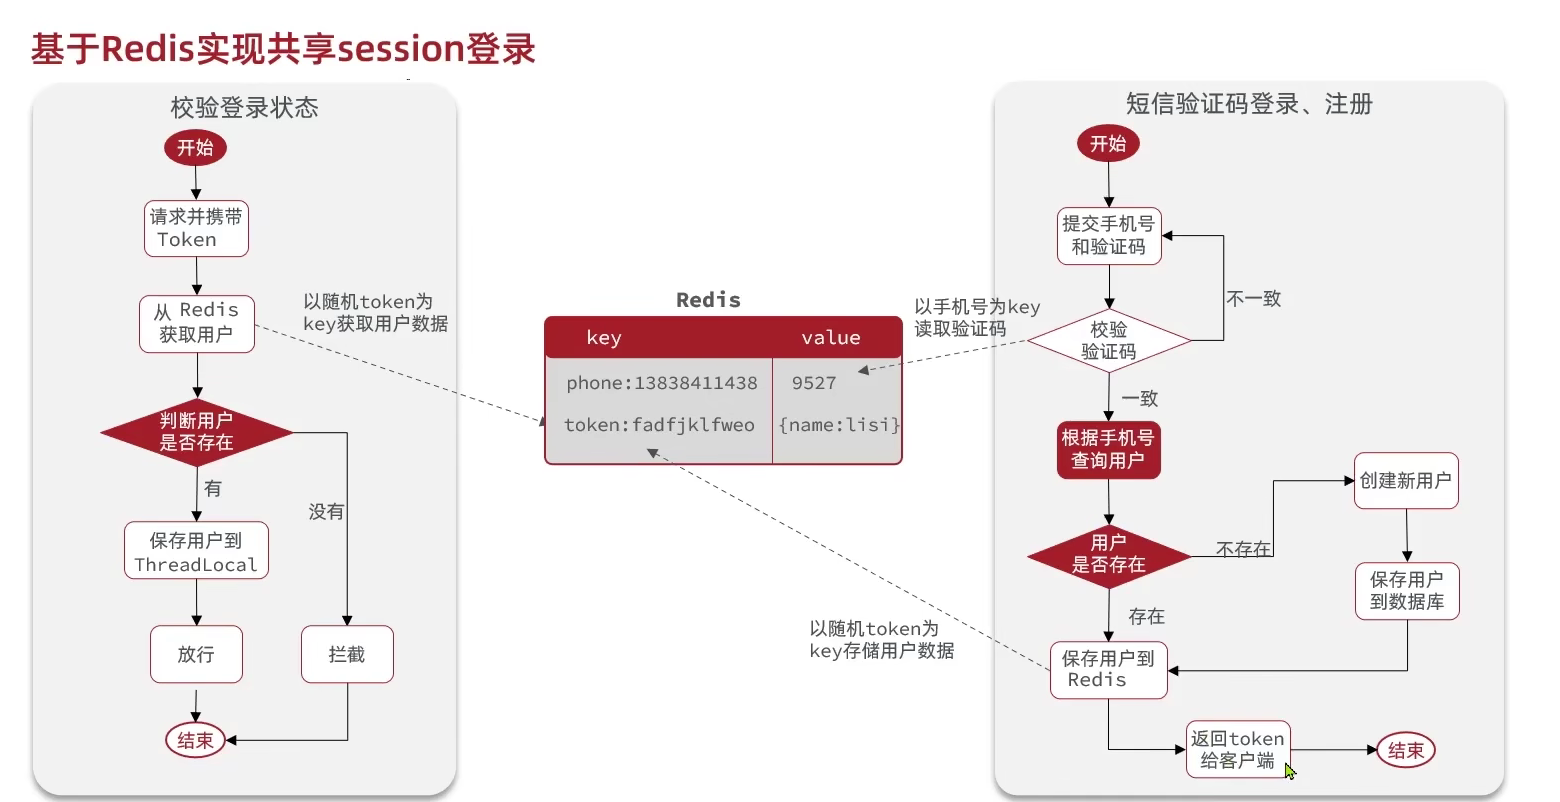 基于Redis实现共享session登录
校验登录状态
开始
请求并携带
Token
从 Redis
获取用户
以随机token为
key获取用户数据
判断用户
是否存在
有
没有
保存用户到
ThreadLocal
放行
拦截
结束
Redis
key
value
phone:13838411438
9527
token:fadfjklfweo
{name:lisi}
短信验证码登录、注册
开始
提交手机号
和验证码
不一致
以手机号为key
读取验证码
校验
验证码
一致
根据手机号
查询用户
用户
是否存在
不存在
创建新用户
保存用户
到数据库
存在
以随机token为
key存储用户数据
保存用户到
Redis
返回token
给客户端
结束